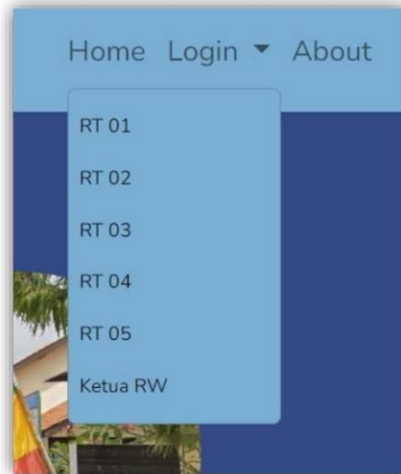 Home Login About
RT 01
RT 02
RT 03
RT 04
RT 05
Ketua RW